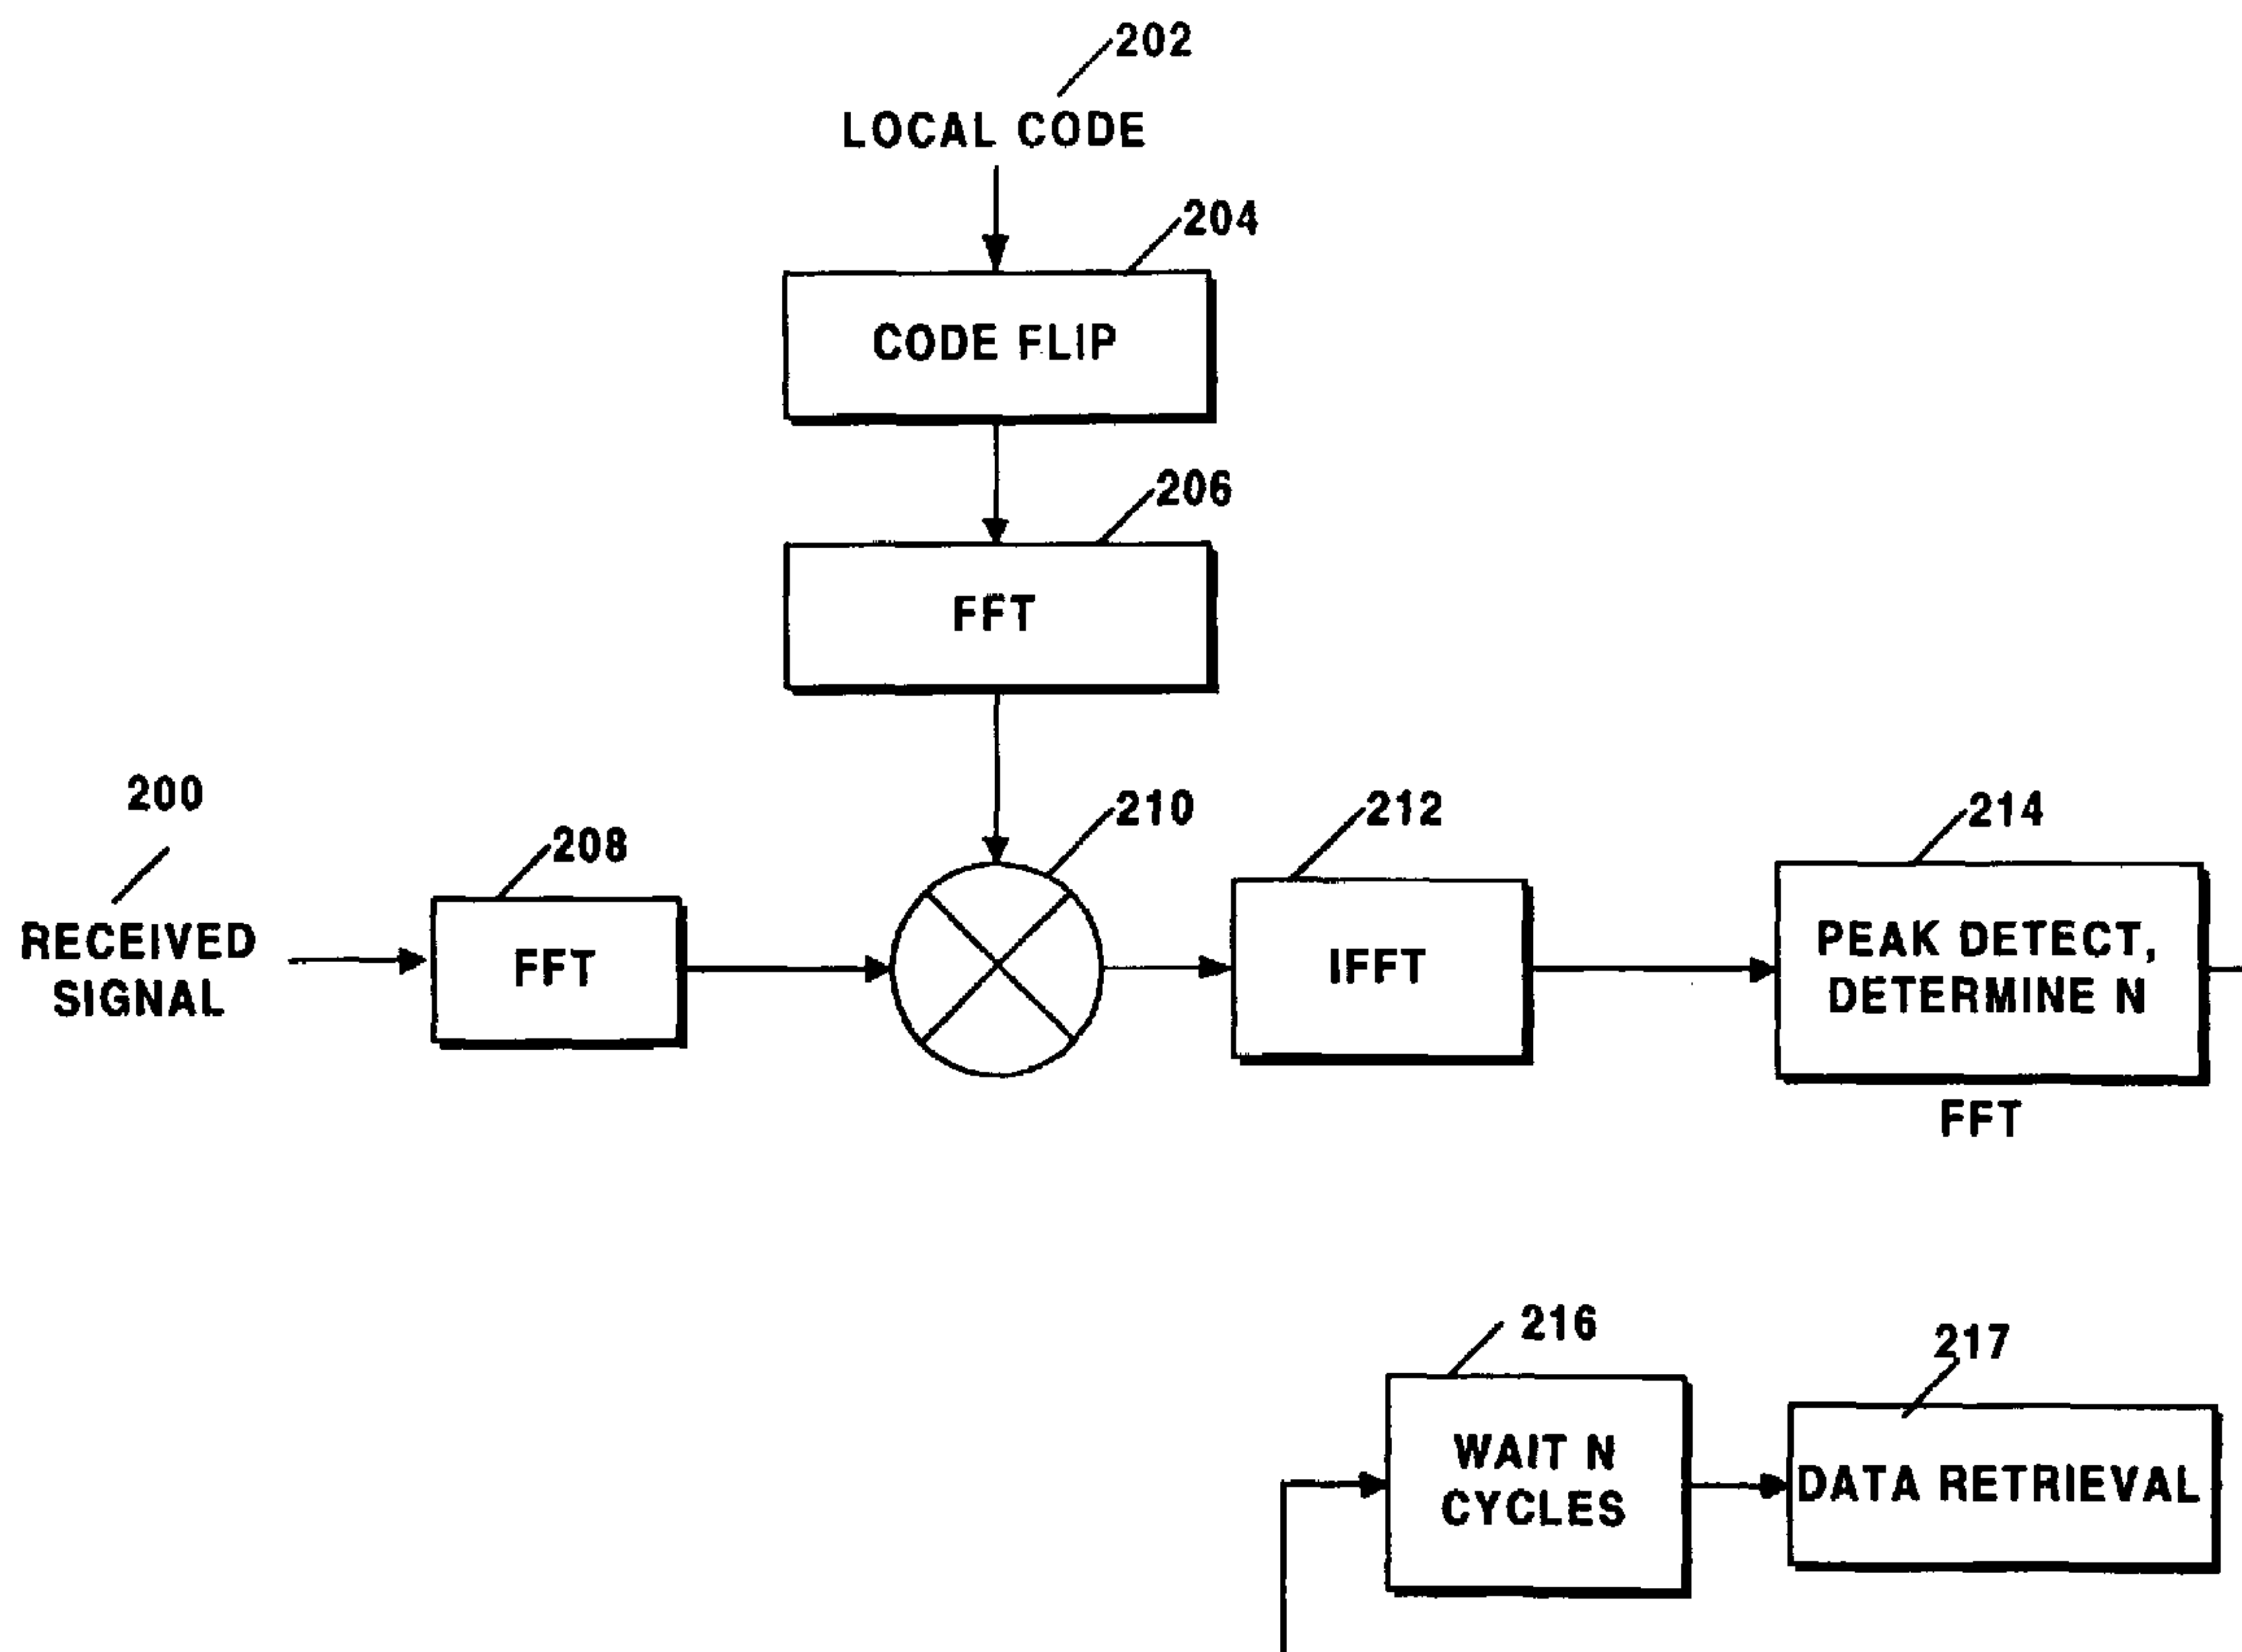 202
LOCAL CODE
204
CODE FLIP
206
FFT
200
RECEIVED
SIGNAL
208
FFT
210
212
IFFT
214
PEAK DETECT,
DETERMINE N
FFT
216
WAIT N
CYCLES
217
DATA RETRIEVAL